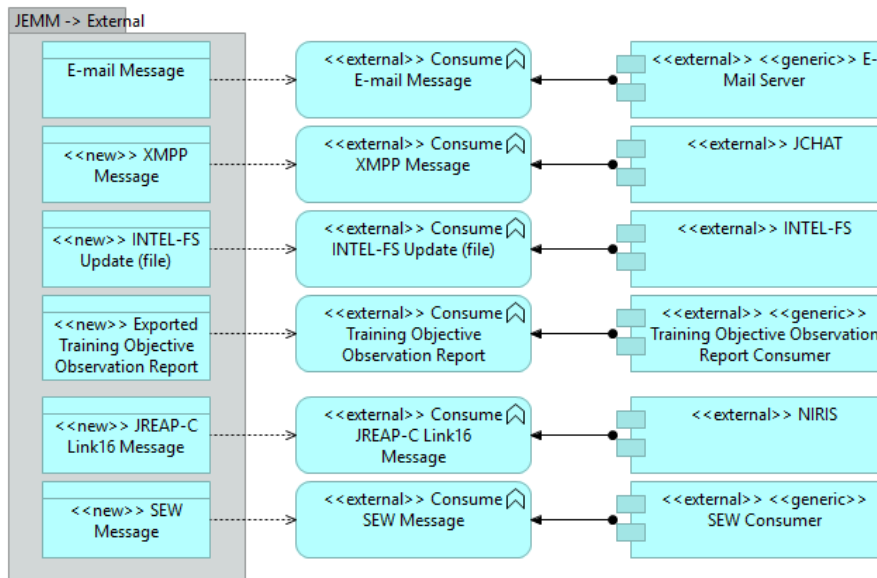 JEMM -> External
E-mail Message
<<external>> Consume
E-mail Message
<<external>> <<generic>> E-
Mail Server
<<new>> XMPP
Message
<<external>> Consume
XMPP Message
<<external>> JCHAT
<<new>> INTEL-FS
Update (file)
<<external>> Consume
INTEL-FS Update (file)
<<external>> INTEL-FS
<<new>> Exported
Training Objective
Observation Report
<<external>> Consume
Training Objective
Observation Report
<<external>> <<generic>>
Training Objective Observation
Report Consumer
<<new>> JREAP-C
Link16 Message
<<external>> Consume
JREAP-C Link16
Message
<<external>> NIRIS
<<new>> SEW
Message
<<external>> Consume
SEW Message
<<external>> <<generic>>
SEW Consumer